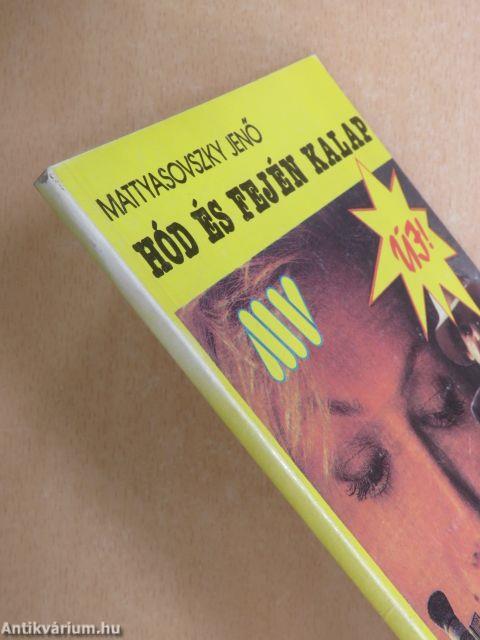 MATTYASOVSZKY JENŐ
HÓD ÉS FEJÉN KALAP
ÚJ!
Antikvárium.hu